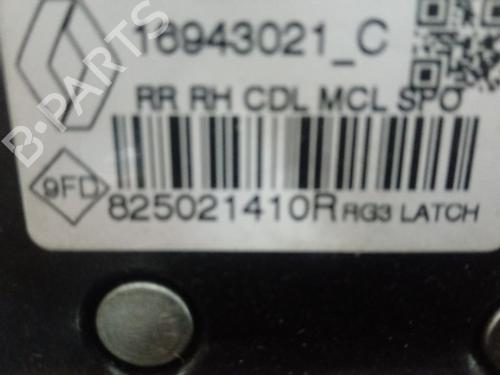 16943021_C
RR RH CDL MCL SPO
9FD
825021410R RG3 LATCH
B-PARTS